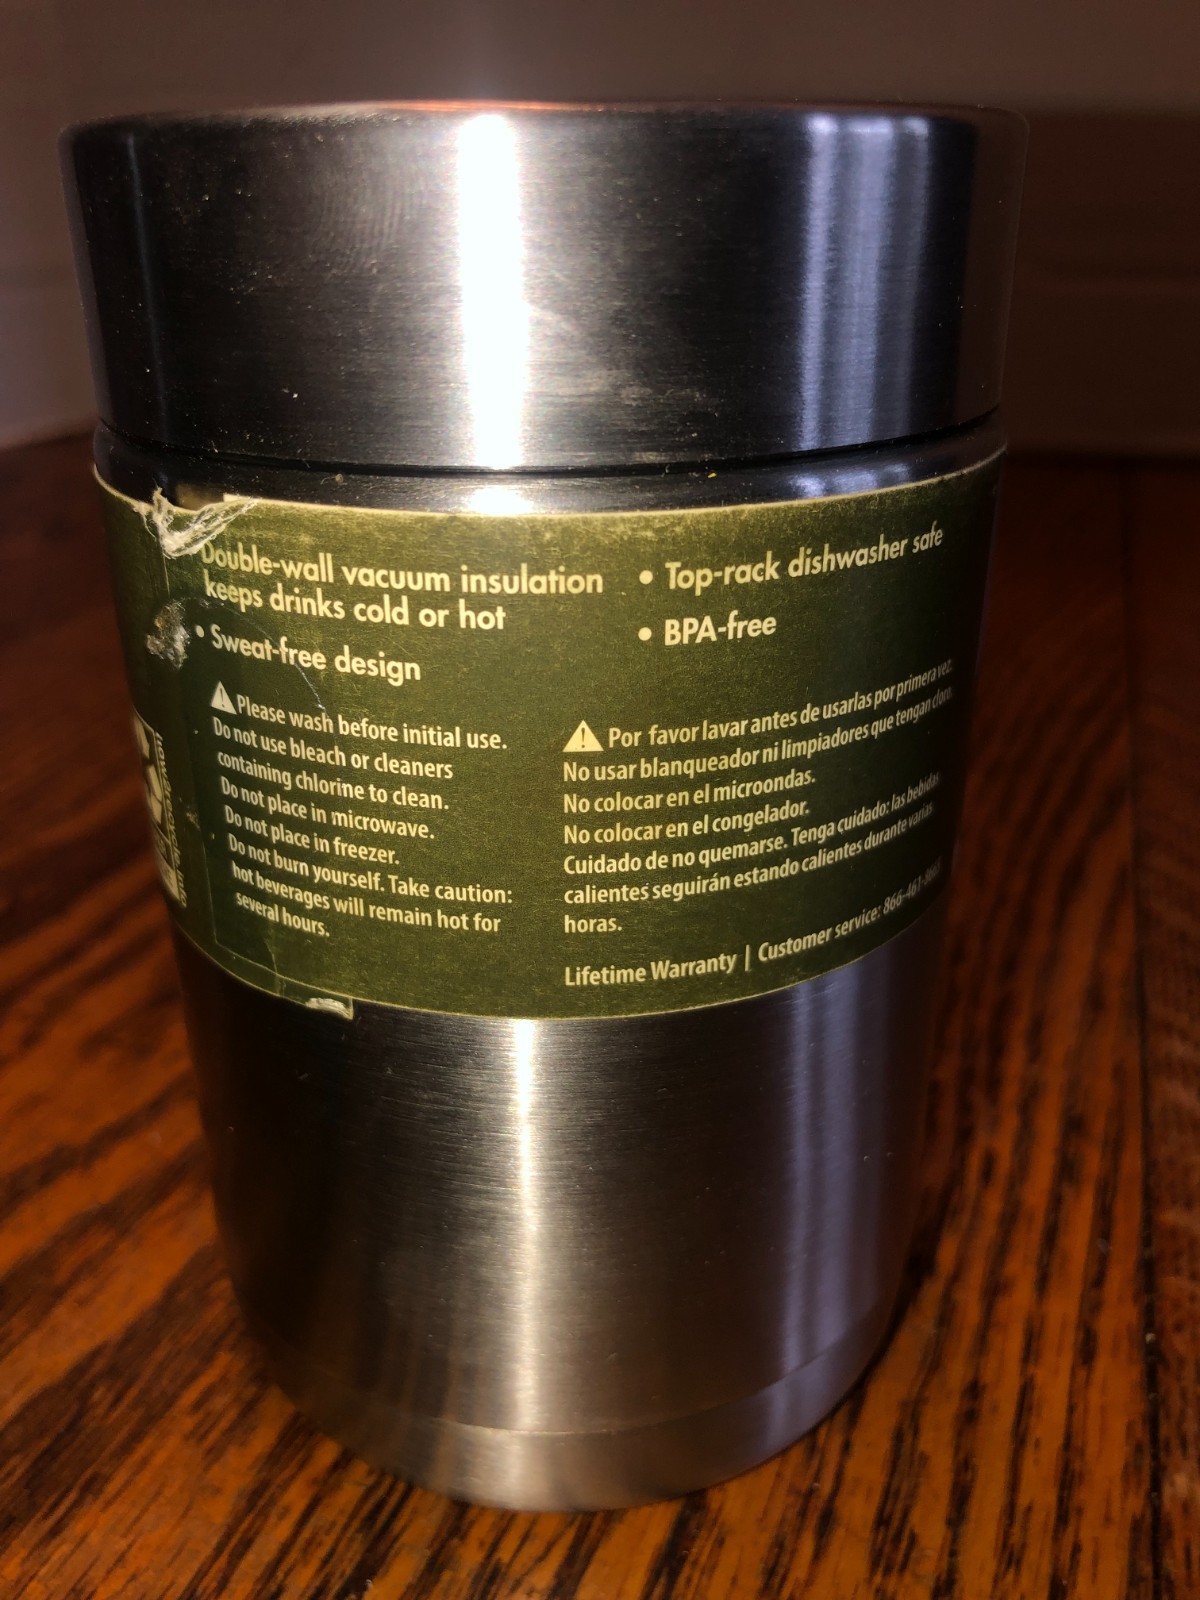 Double-wall vacuum insulation
keeps drinks cold or hot
• Sweat-free design
• Top-rack dishwasher safe
• BPA-free
Please wash before initial use.
Do not use bleach or cleaners
containing chlorine to clean.
Do not place in microwave.
Do not place in freezer.
Do not burn yourself. Take caution:
hot beverages will remain hot for
several hours.
Por favor lavar antes de usarlas por primera vez.
No usar blanqueador ni limpiadores que tengan cloro.
No colocar en el microondas.
No colocar en el congelador.
Cuidado de no quemarse. Tenga cuidado: las bebidas
calientes seguirán estando calientes durante varias
horas.
Lifetime Warranty | Customer service: 866-461-